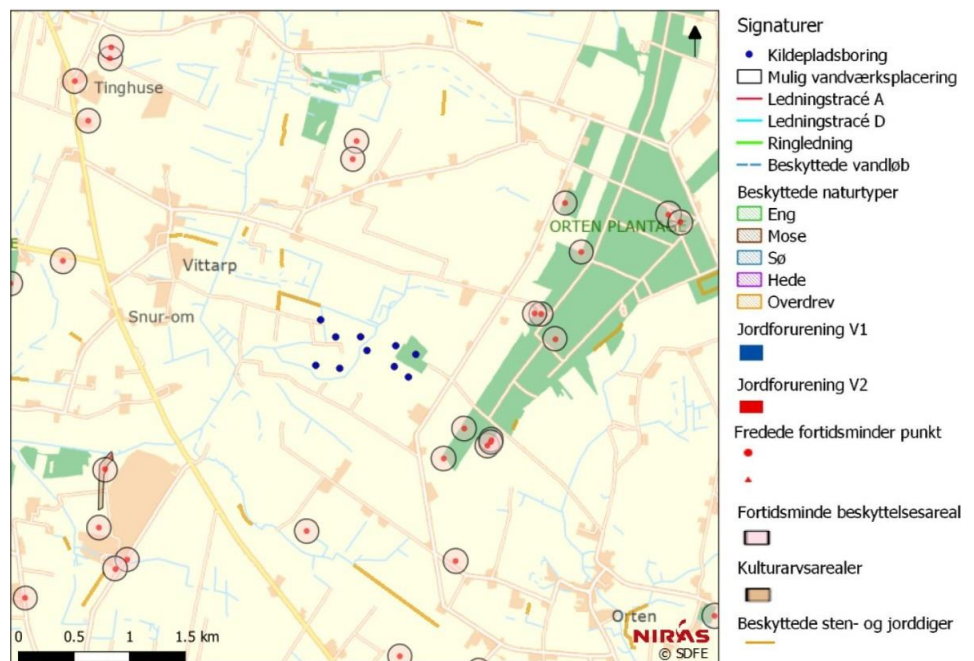 Tinghuse
ORTEN PLANTAGE
E
Vittarp
Snur-om
Orten
0 0.5 1 1.5 km
NIRAS
© SDFE
Signaturer
Kildepladsboring
Mulig vandværksplacering
Ledningstracé A
Ledningstracé D
Ringledning
Beskyttede vandløb
Beskyttede naturtyper
Eng
Mose
Sø
Hede
Overdrev
Jordforurening V1
Jordforurening V2
Fredede fortidsminder punkt
Fortidsminde beskyttelsesareal
Kulturarvsarealer
Beskyttede sten- og jorddiger